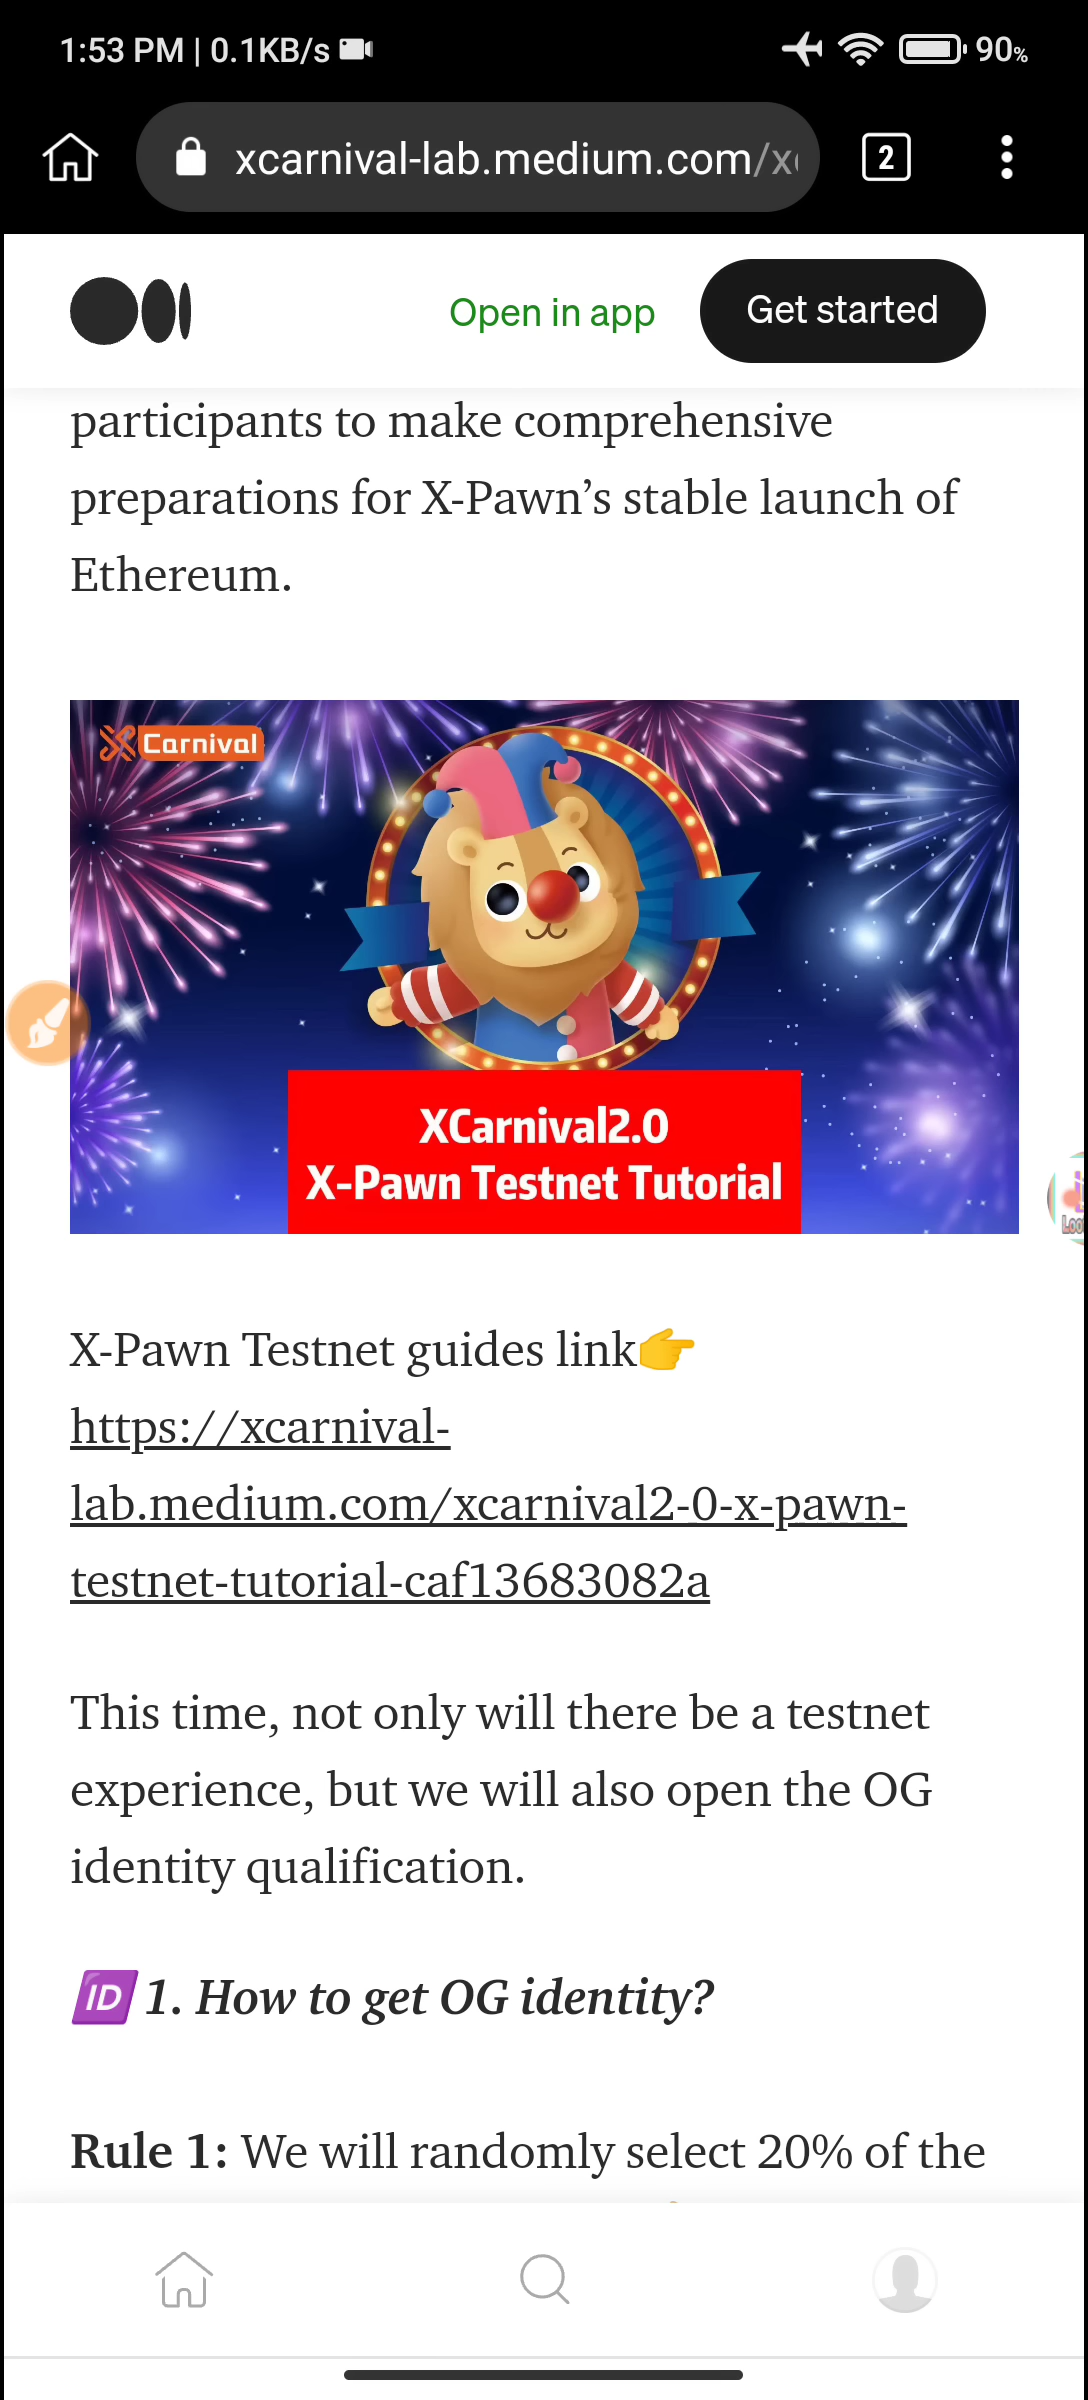 1:53 PM | 0.1KB/s
90%
xcarnival-lab.medium.com/x
2
Open in app
Get started
participants to make comprehensive
preparations for X-Pawn’s stable launch of
Ethereum.
Carnival
XCarnival2.0
X-Pawn Testnet Tutorial
X-Pawn Testnet guides link👉
https://xcarnival-
lab.medium.com/xcarnival2-0-x-pawn-
testnet-tutorial-caf13683082a
This time, not only will there be a testnet
experience, but we will also open the OG
identity qualification.
🆔 1. How to get OG identity?
Rule 1: We will randomly select 20% of the